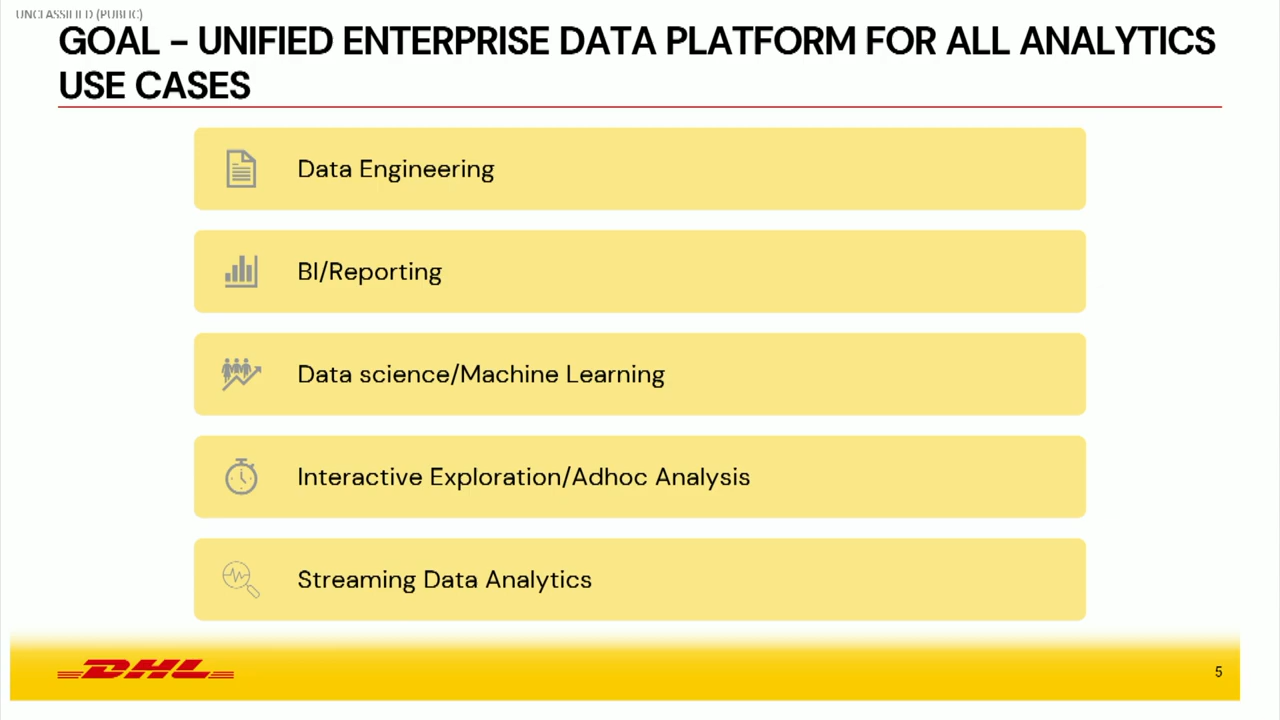 UNCLASSIFIED (PUBLIC)
GOAL – UNIFIED ENTERPRISE DATA PLATFORM FOR ALL ANALYTICS
USE CASES
Data Engineering
BI/Reporting
Data science/Machine Learning
Interactive Exploration/Adhoc Analysis
Streaming Data Analytics
DHL
5